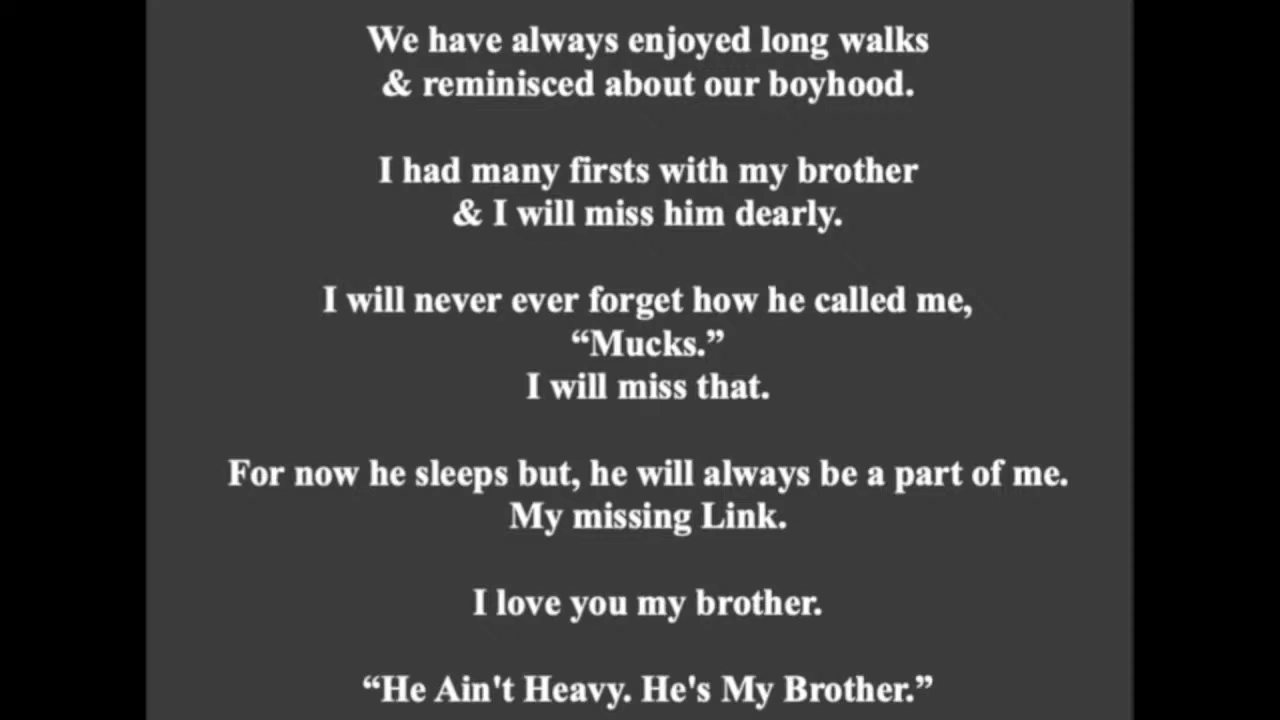 We have always enjoyed long walks
& reminisced about our boyhood.
I had many firsts with my brother
& I will miss him dearly.
I will never ever forget how he called me,
“Mucks.”
I will miss that.
For now he sleeps but, he will always be a part of me.
My missing Link.
I love you my brother.
“He Ain't Heavy. He's My Brother.”